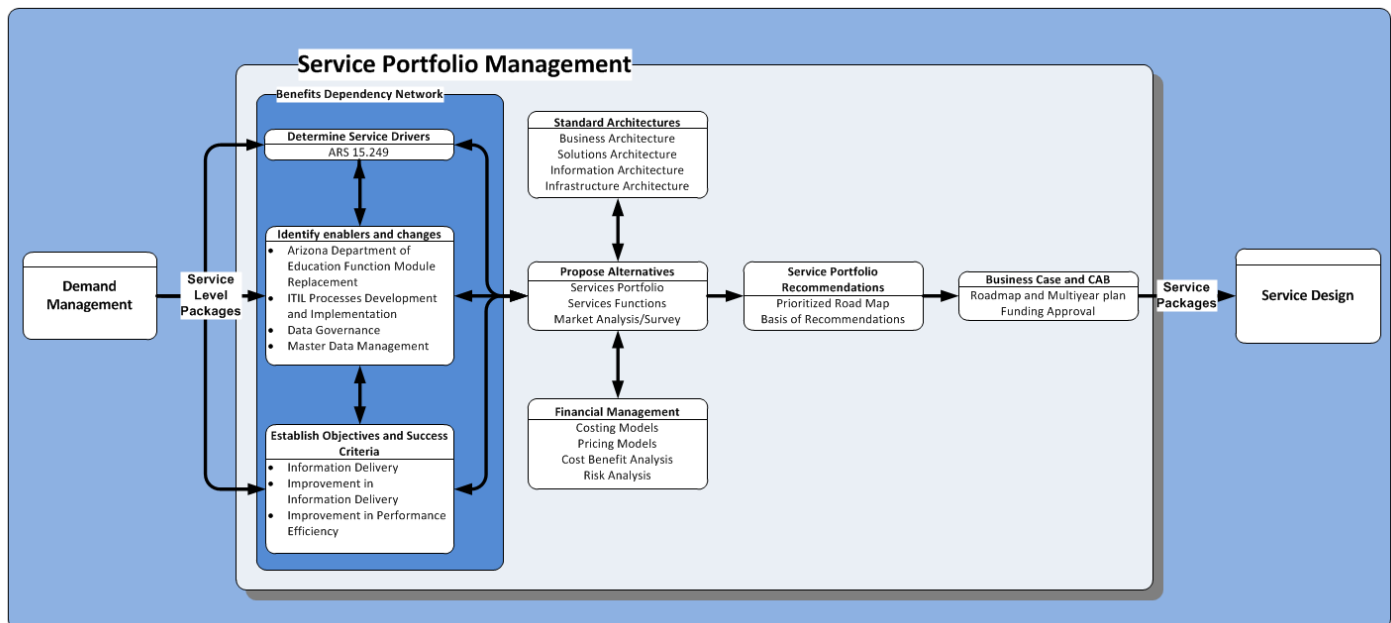 Service Portfolio Management
Benefits Dependency Network
Demand
Management
Service
Level
Packages
Determine Service Drivers
ARS 15.249
Identify enablers and changes
• Arizona Department of
Education Function Module
Replacement
• ITIL Processes Development
and Implementation
• Data Governance
• Master Data Management
Establish Objectives and Success
Criteria
• Information Delivery
• Improvement in
Information Delivery
• Improvement in Performance
Efficiency
Standard Architectures
Business Architecture
Solutions Architecture
Information Architecture
Infrastructure Architecture
Propose Alternatives
Services Portfolio
Services Functions
Market Analysis/Survey
Financial Management
Costing Models
Pricing Models
Cost Benefit Analysis
Risk Analysis
Service Portfolio
Recommendations
Prioritized Road Map
Basis of Recommendations
Business Case and CAB
Roadmap and Multiyear plan
Funding Approval
Service
Packages
Service Design